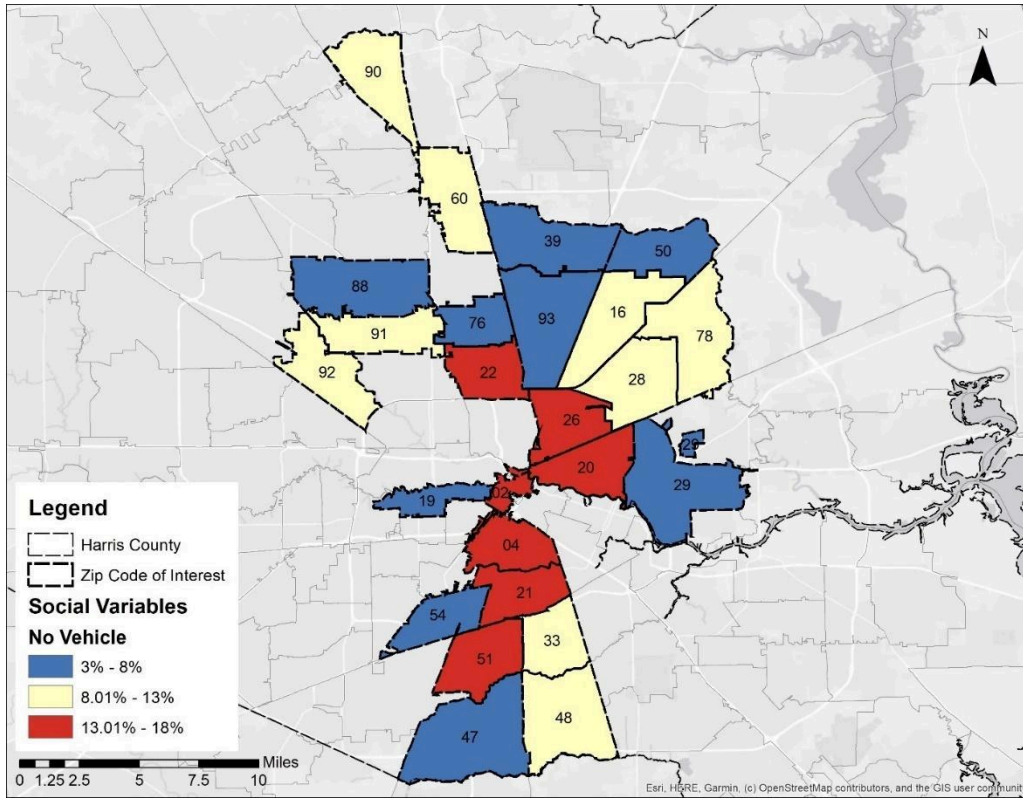 N
90
60
39
50
88
93
16
76
91
78
22
92
28
26
20
29
29
19
02
04
21
54
33
51
47
48
Legend
Harris County
Zip Code of Interest
Social Variables
No Vehicle
3% - 8%
8.01% - 13%
13.01% - 18%
Miles
0 1.25 2.5 5 7.5 10
Esri, HERE, Garmin, (c) OpenStreetMap contributors, and the GIS user communit